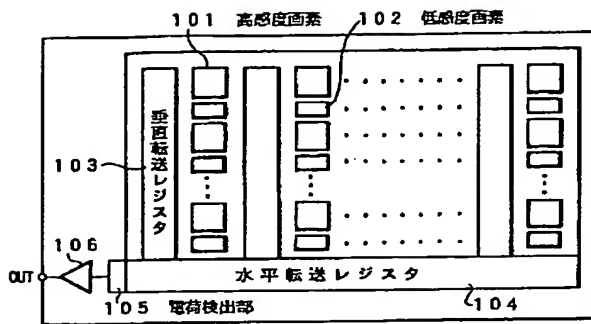 101 高感度画素
102 低感度画素
103
垂直転送レジスタ
106
OUT
水平転送レジスタ
105 電荷検出部
104